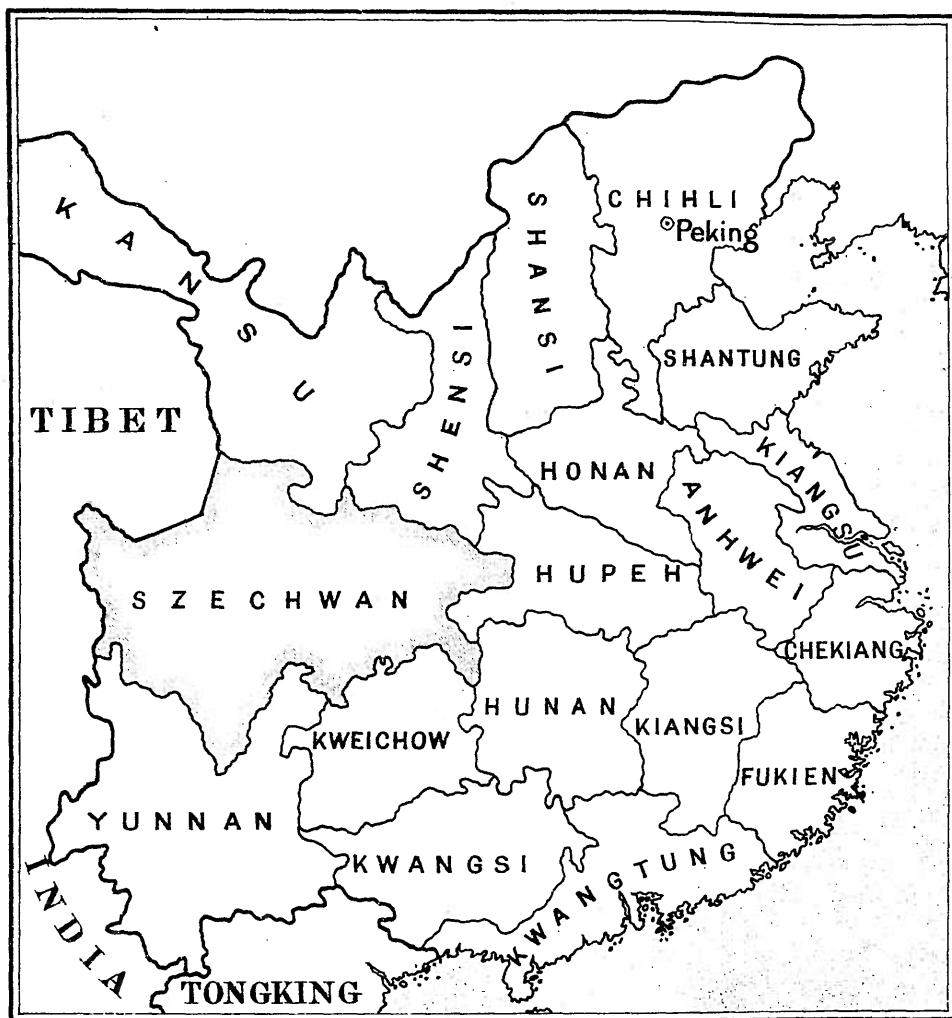 KANSU
SHANSI
CHIHLI
Peking
SHENSI
SHANTUNG
TIBET
KIANGSU
HONAN
ANHWEI
HUPEH
SZECHWAN
CHEKIANG
HUNAN
KIANGSI
KWEICHOW
FUKIEN
YUNNAN
KWANGSI
KWANGTUNG
INDIA
TONGKING